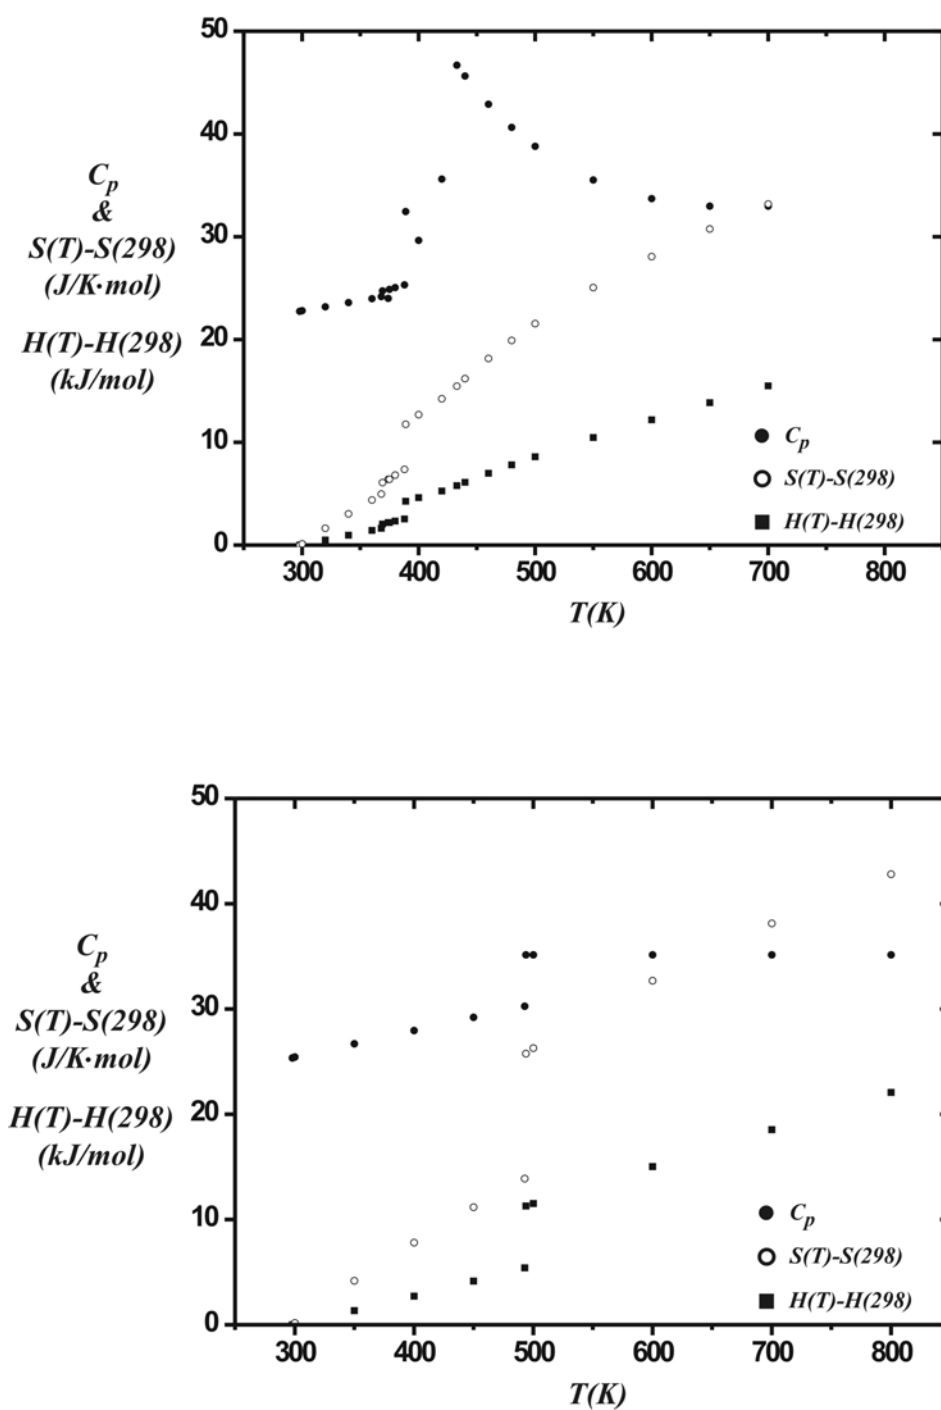 50
40
30
20
10
0
C_p
&
S(T)-S(298)
(J/K·mol)
H(T)-H(298)
(kJ/mol)
C_p
S(T)-S(298)
H(T)-H(298)
300 400 500 600 700 800
T(K)
50
40
30
20
10
0
C_p
&
S(T)-S(298)
(J/K·mol)
H(T)-H(298)
(kJ/mol)
C_p
S(T)-S(298)
H(T)-H(298)
300 400 500 600 700 800
T(K)